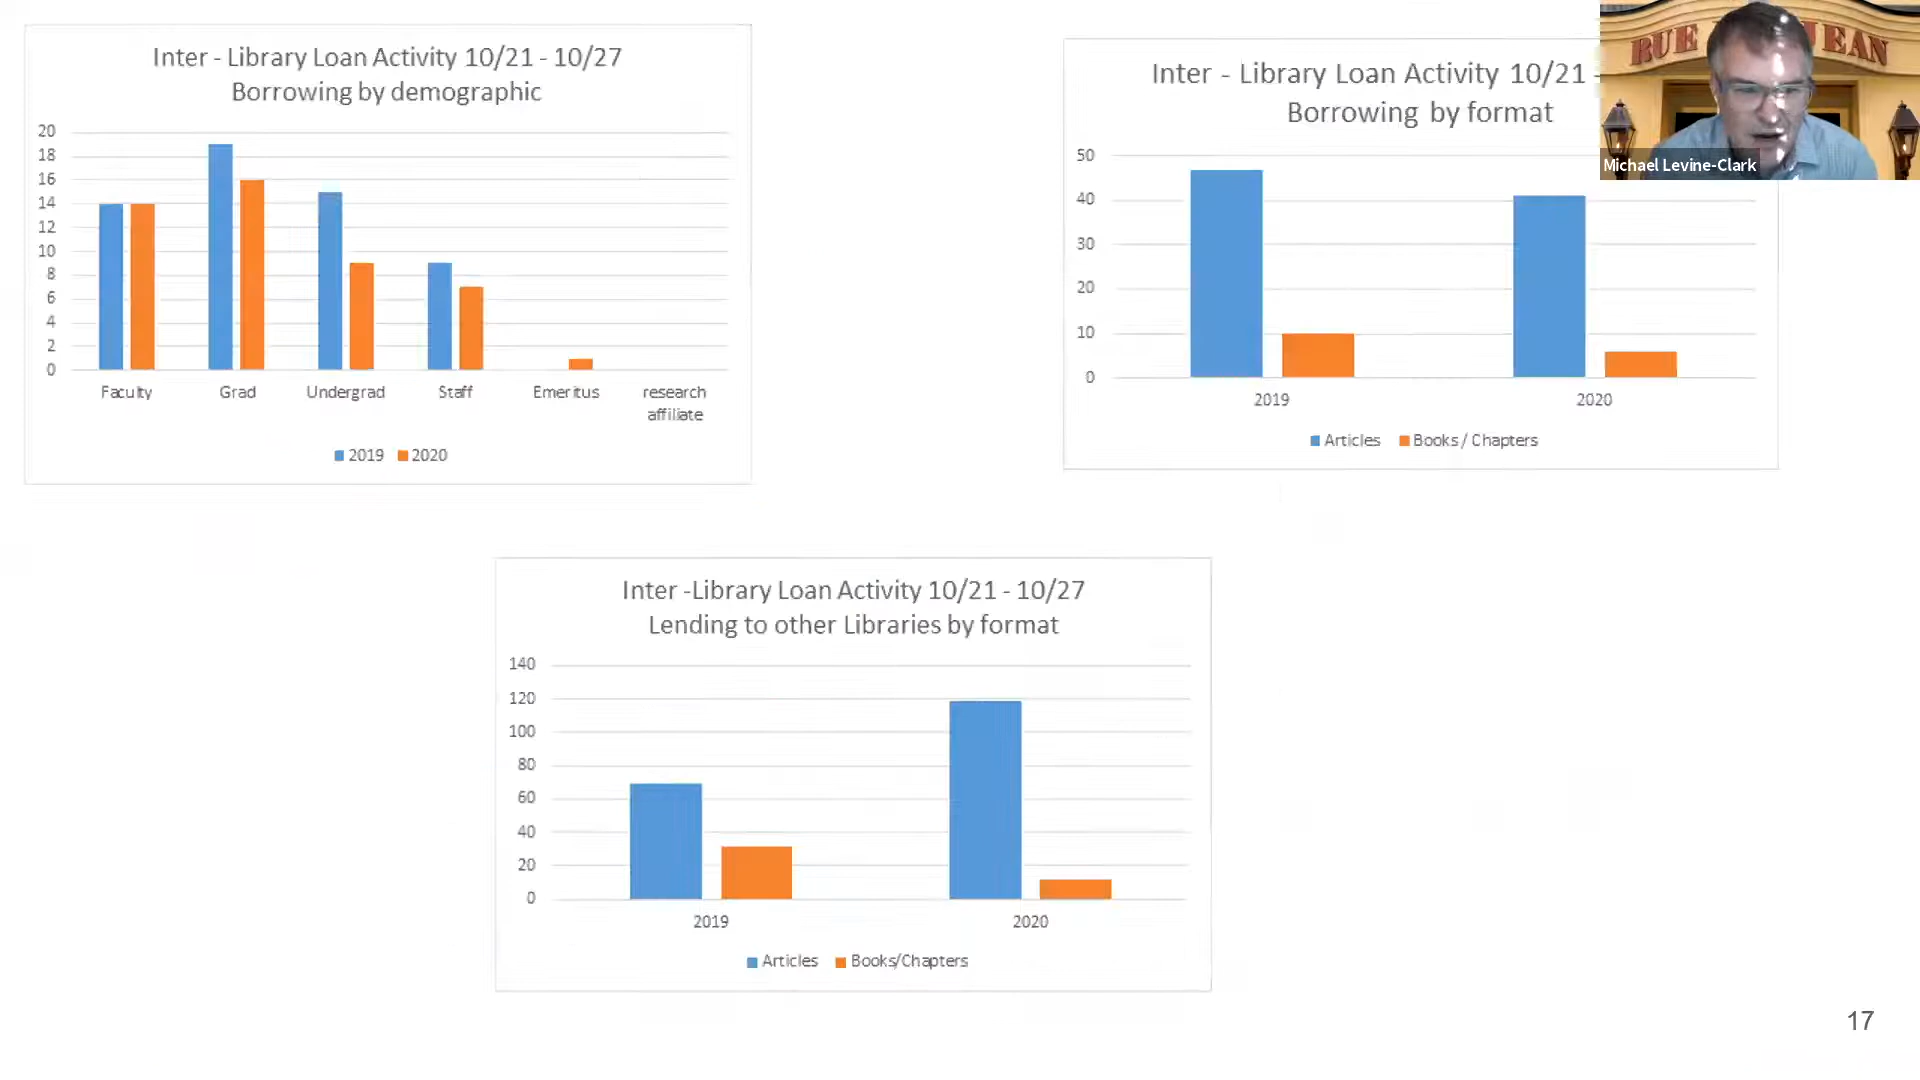 Inter - Library Loan Activity 10/21 - 10/27
Borrowing by demographic
20
18
16
14
12
10
8
6
4
2
0
Faculty Grad Undergrad Staff Emeritus research affiliate
2019 2020
Inter - Library Loan Activity 10/21 -
Borrowing by format
50
40
30
20
10
0
2019 2020
Articles Books / Chapters
RUE JEAN
Michael Levine-Clark
Inter -Library Loan Activity 10/21 - 10/27
Lending to other Libraries by format
140
120
100
80
60
40
20
0
2019 2020
Articles Books/Chapters
17